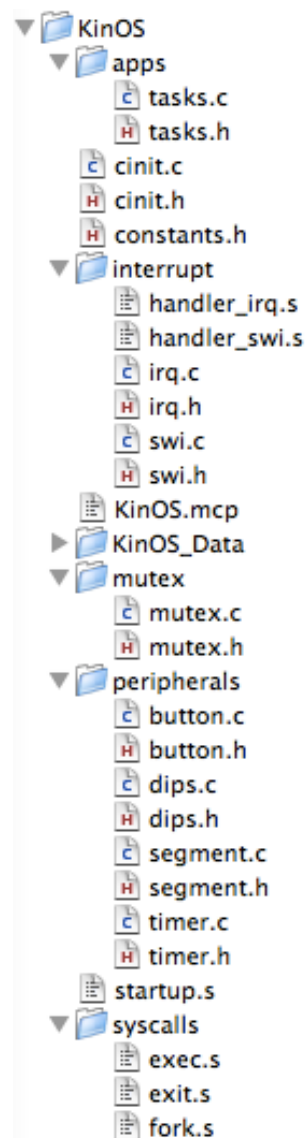 KinOS
apps
c tasks.c
H tasks.h
c cinit.c
H cinit.h
H constants.h
interrupt
handler_irq.s
handler_swi.s
c irq.c
H irq.h
c swi.c
H swi.h
KinOS.mcp
KinOS_Data
mutex
c mutex.c
H mutex.h
peripherals
c button.c
H button.h
c dips.c
H dips.h
c segment.c
H segment.h
c timer.c
H timer.h
startup.s
syscalls
exec.s
exit.s
fork.s